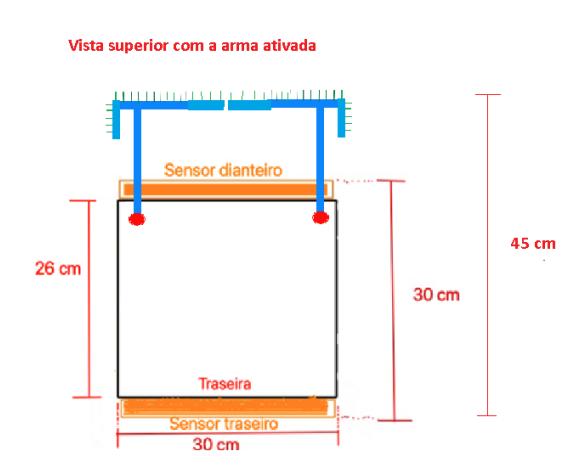 Vista superior com a arma ativada
Sensor dianteiro
45 cm
26 cm
30 cm
Traseira
Sensor traseiro
30 cm